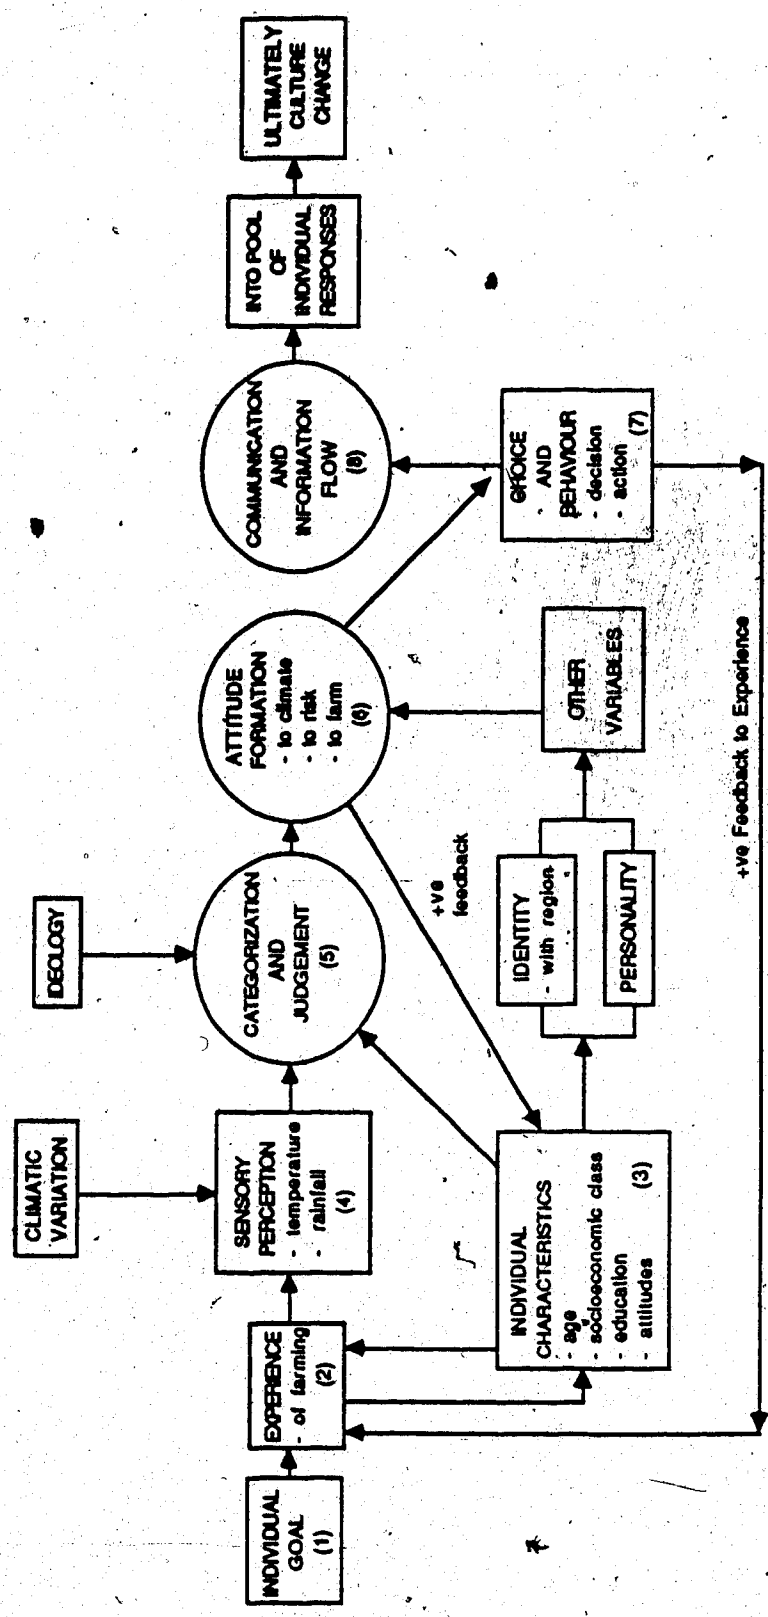 CLIMATIC
VARIATION
IDEOLOGY
INDIVIDUAL
GOAL
(1)
EXPERIENCE
- of farming
(2)
SENSORY
PERCEPTION
- temperature
- rainfall
(4)
CATEGORIZATION
AND
JUDGEMENT
(5)
ATTITUDE
FORMATION
- to climate
- to risk
- to farm
(6)
COMMUNICATION
AND
INFORMATION
FLOW
(8)
INTO POOL
OF
INDIVIDUAL
RESPONSES
ULTIMATELY
CULTURE
CHANGE
INDIVIDUAL
CHARACTERISTICS
- age
- socioeconomic class
- education
- attitudes
(3)
+ve
feedback
IDENTITY
- with region
PERSONALITY
OTHER
VARIABLES
CHOICE
AND
BEHAVIOUR
- decision
- action
(7)
+ve Feedback to Experience